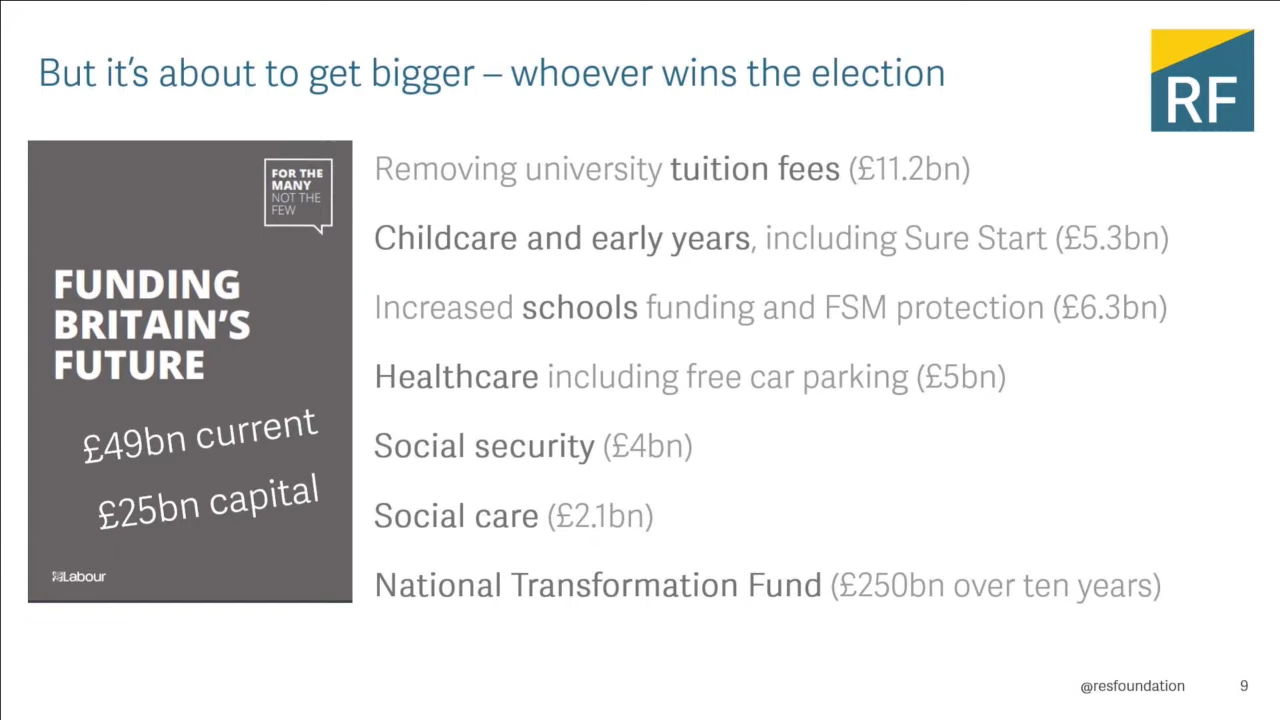 But it's about to get bigger – whoever wins the election
RF
FOR THE
MANY
NOT THE
FEW
FUNDING
BRITAIN'S
FUTURE
£49bn current
£25bn capital
Labour
Removing university tuition fees (£11.2bn)
Childcare and early years, including Sure Start (£5.3bn)
Increased schools funding and FSM protection (£6.3bn)
Healthcare including free car parking (£5bn)
Social security (£4bn)
Social care (£2.1bn)
National Transformation Fund (£250bn over ten years)
@resfoundation 9